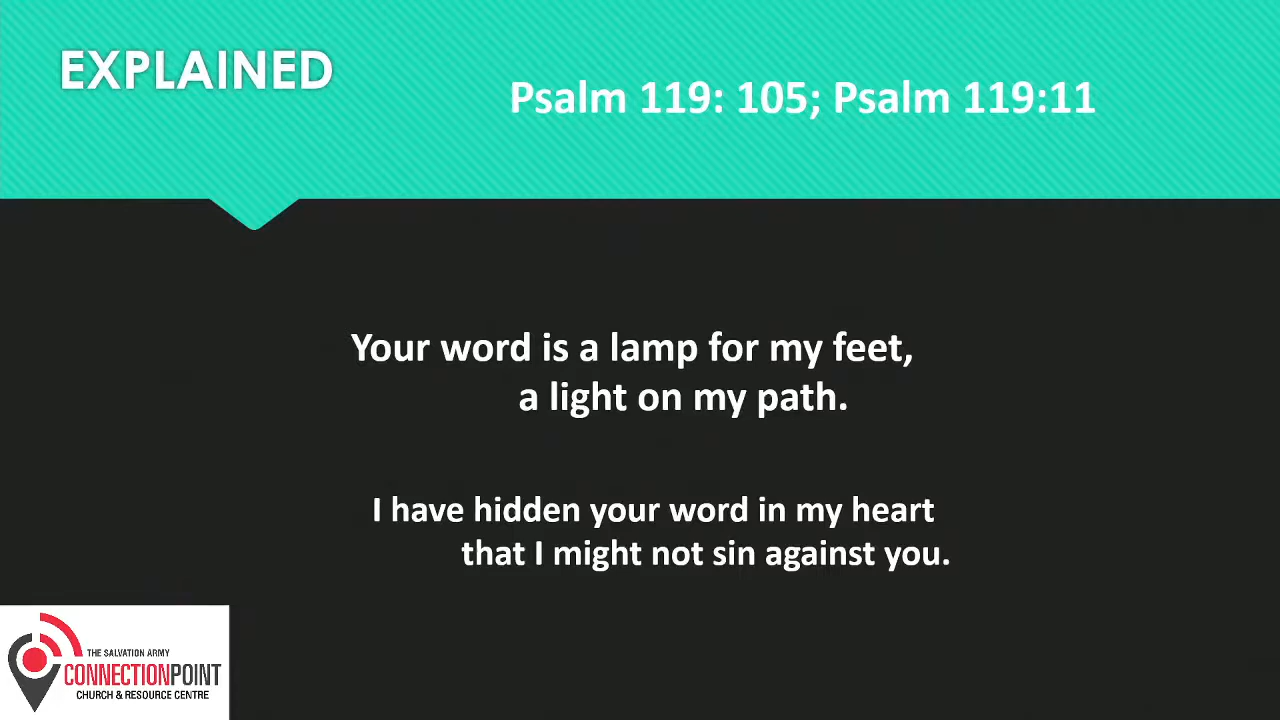 EXPLAINED
Psalm 119: 105; Psalm 119:11
Your word is a lamp for my feet,
a light on my path.
I have hidden your word in my heart
that I might not sin against you.
THE SALVATION ARMY
CONNECTIONPOINT
CHURCH & RESOURCE CENTRE